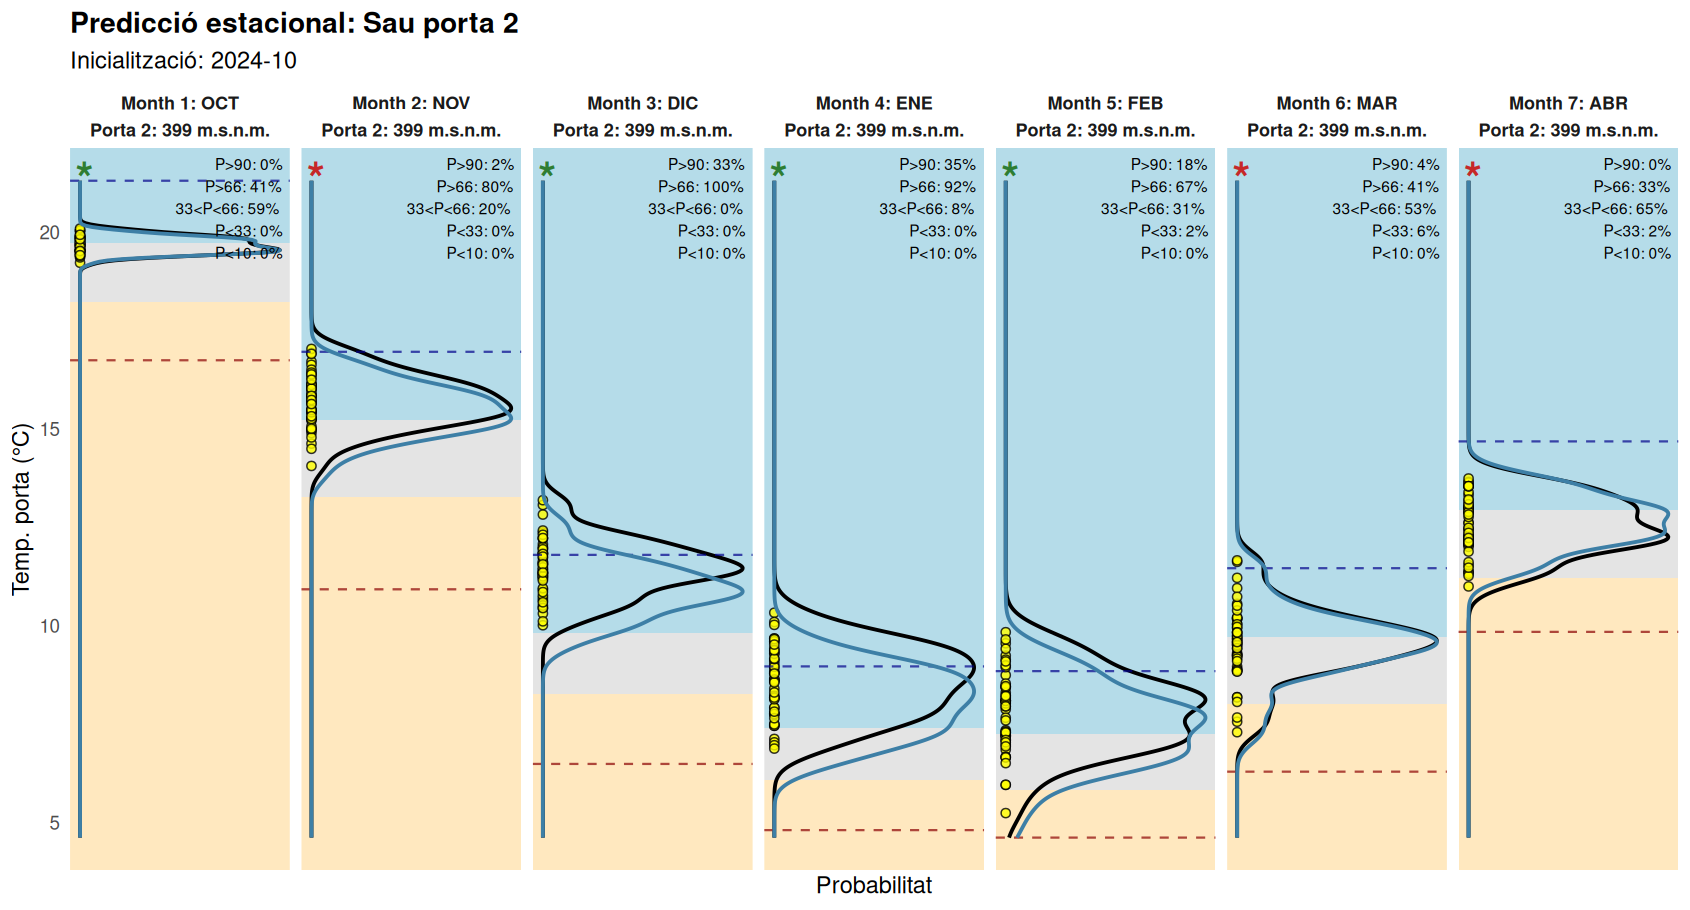 Predicció estacional: Sau porta 2
Inicialització: 2024-10
Month 1: OCT
Porta 2: 399 m.s.n.m.
Month 2: NOV
Porta 2: 399 m.s.n.m.
Month 3: DIC
Porta 2: 399 m.s.n.m.
Month 4: ENE
Porta 2: 399 m.s.n.m.
Month 5: FEB
Porta 2: 399 m.s.n.m.
Month 6: MAR
Porta 2: 399 m.s.n.m.
Month 7: ABR
Porta 2: 399 m.s.n.m.
*
P>90: 0%
P>66: 41%
33<P<66: 59%
P<33: 0%
P<10: 0%
*
P>90: 2%
P>66: 80%
33<P<66: 20%
P<33: 0%
P<10: 0%
*
P>90: 33%
P>66: 100%
33<P<66: 0%
P<33: 0%
P<10: 0%
*
P>90: 35%
P>66: 92%
33<P<66: 8%
P<33: 0%
P<10: 0%
*
P>90: 18%
P>66: 67%
33<P<66: 31%
P<33: 2%
P<10: 0%
*
P>90: 4%
P>66: 41%
33<P<66: 53%
P<33: 6%
P<10: 0%
*
P>90: 0%
P>66: 33%
33<P<66: 65%
P<33: 2%
P<10: 0%
20
15
10
5
Temp. porta (°C)
Probabilitat